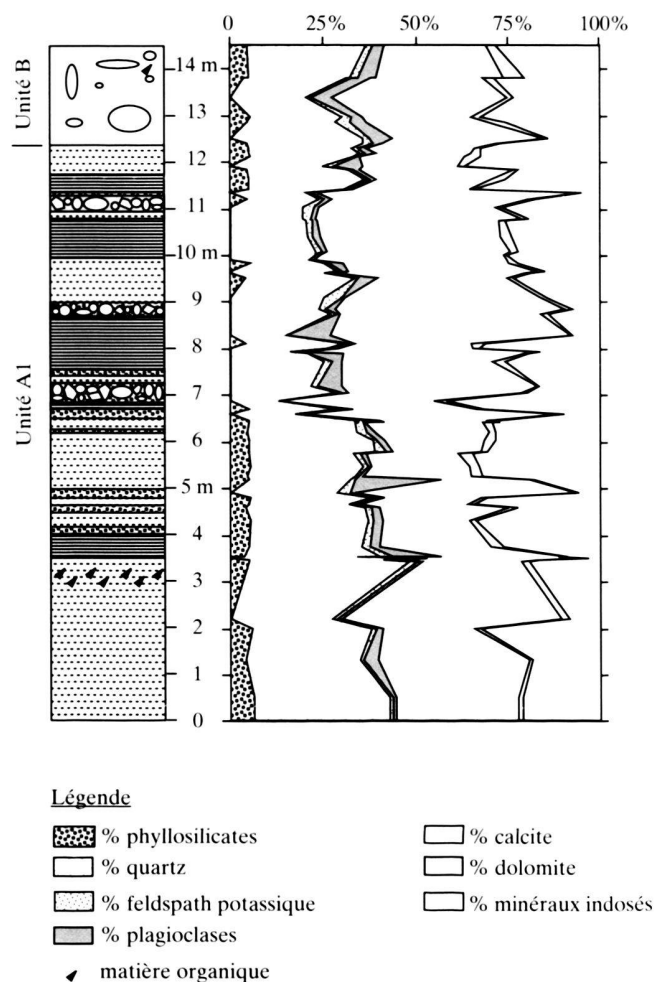 0 25% 50% 75% 100%
Unité B
Unité A1
14 m
13
12
11
10 m
9
8
7
6
5 m
4
3
2
1
0
Légende
% phyllosilicates
% quartz
% feldspath potassique
% plagioclases
matière organique
% calcite
% dolomite
% minéraux indosés